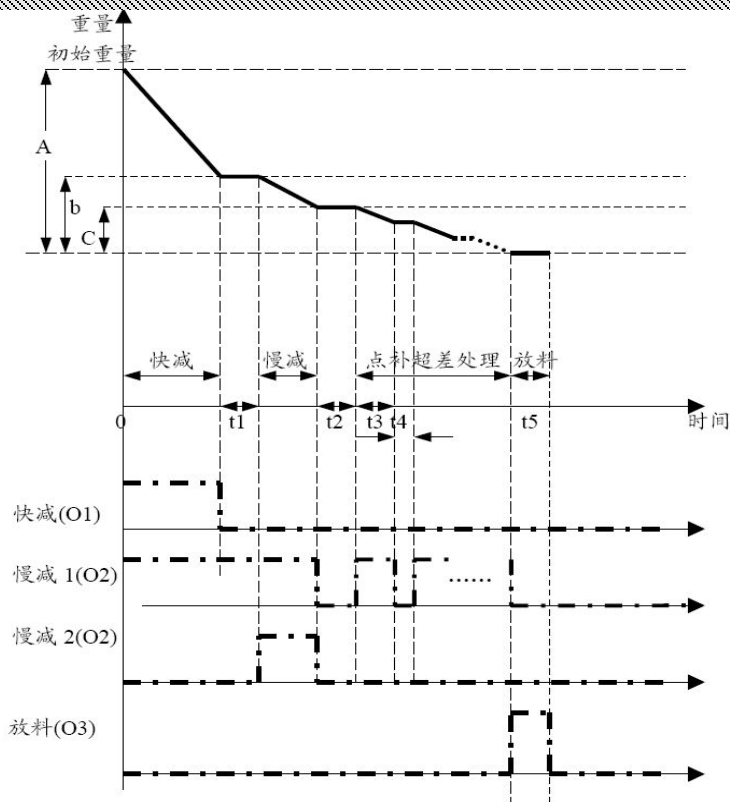 重量
初始重量
A
b
C
快减
慢减
点补超差处理
放料
0
t1
t2
t3
t4
t5
时间
快减(O1)
慢减 1(O2)
......
慢减 2(O2)
放料(O3)